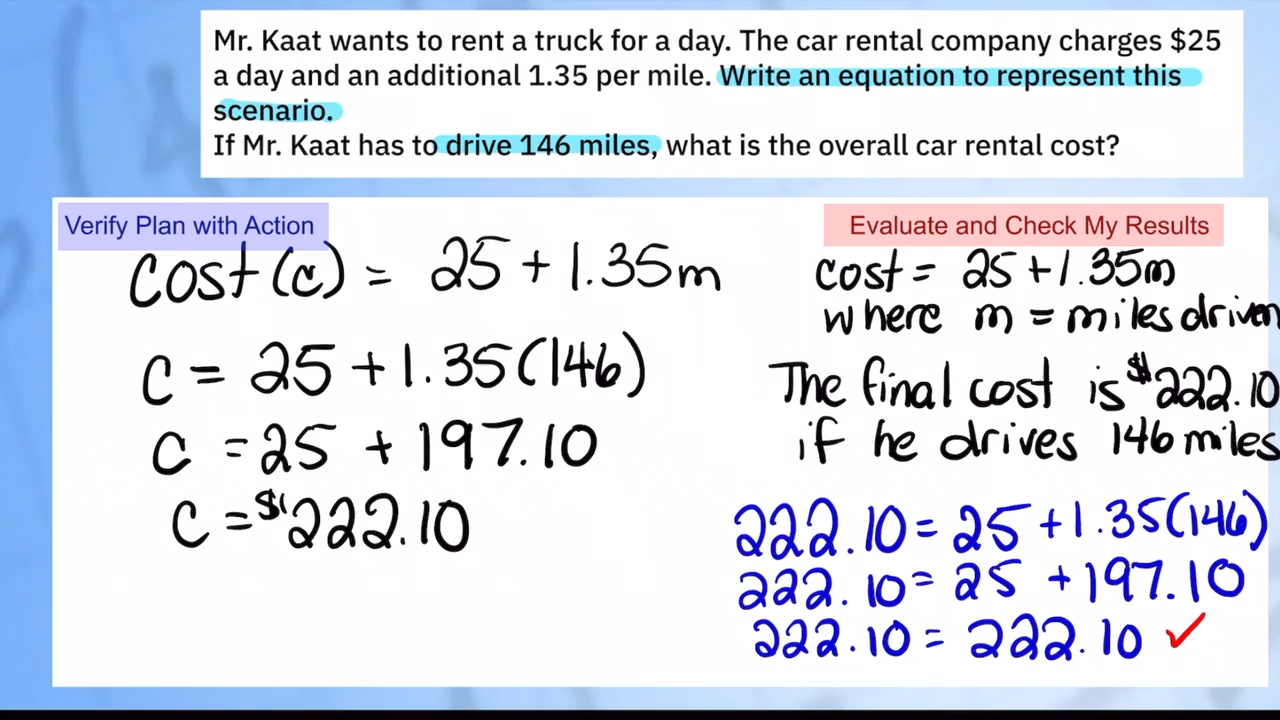 Mr. Kaat wants to rent a truck for a day. The car rental company charges $25
a day and an additional 1.35 per mile. Write an equation to represent this
scenario.
If Mr. Kaat has to drive 146 miles, what is the overall car rental cost?
Verify Plan with Action
cost (c) = 25 + 1.35m
c = 25 + 1.35(146)
c = 25 + 197.10
c = $222.10
Evaluate and Check My Results
cost = 25 + 1.35m
where m = miles driven
The final cost is $222.10
if he drives 146 miles
222.10 = 25 + 1.35(146)
222.10 = 25 + 197.10
222.10 = 222.10 ✓